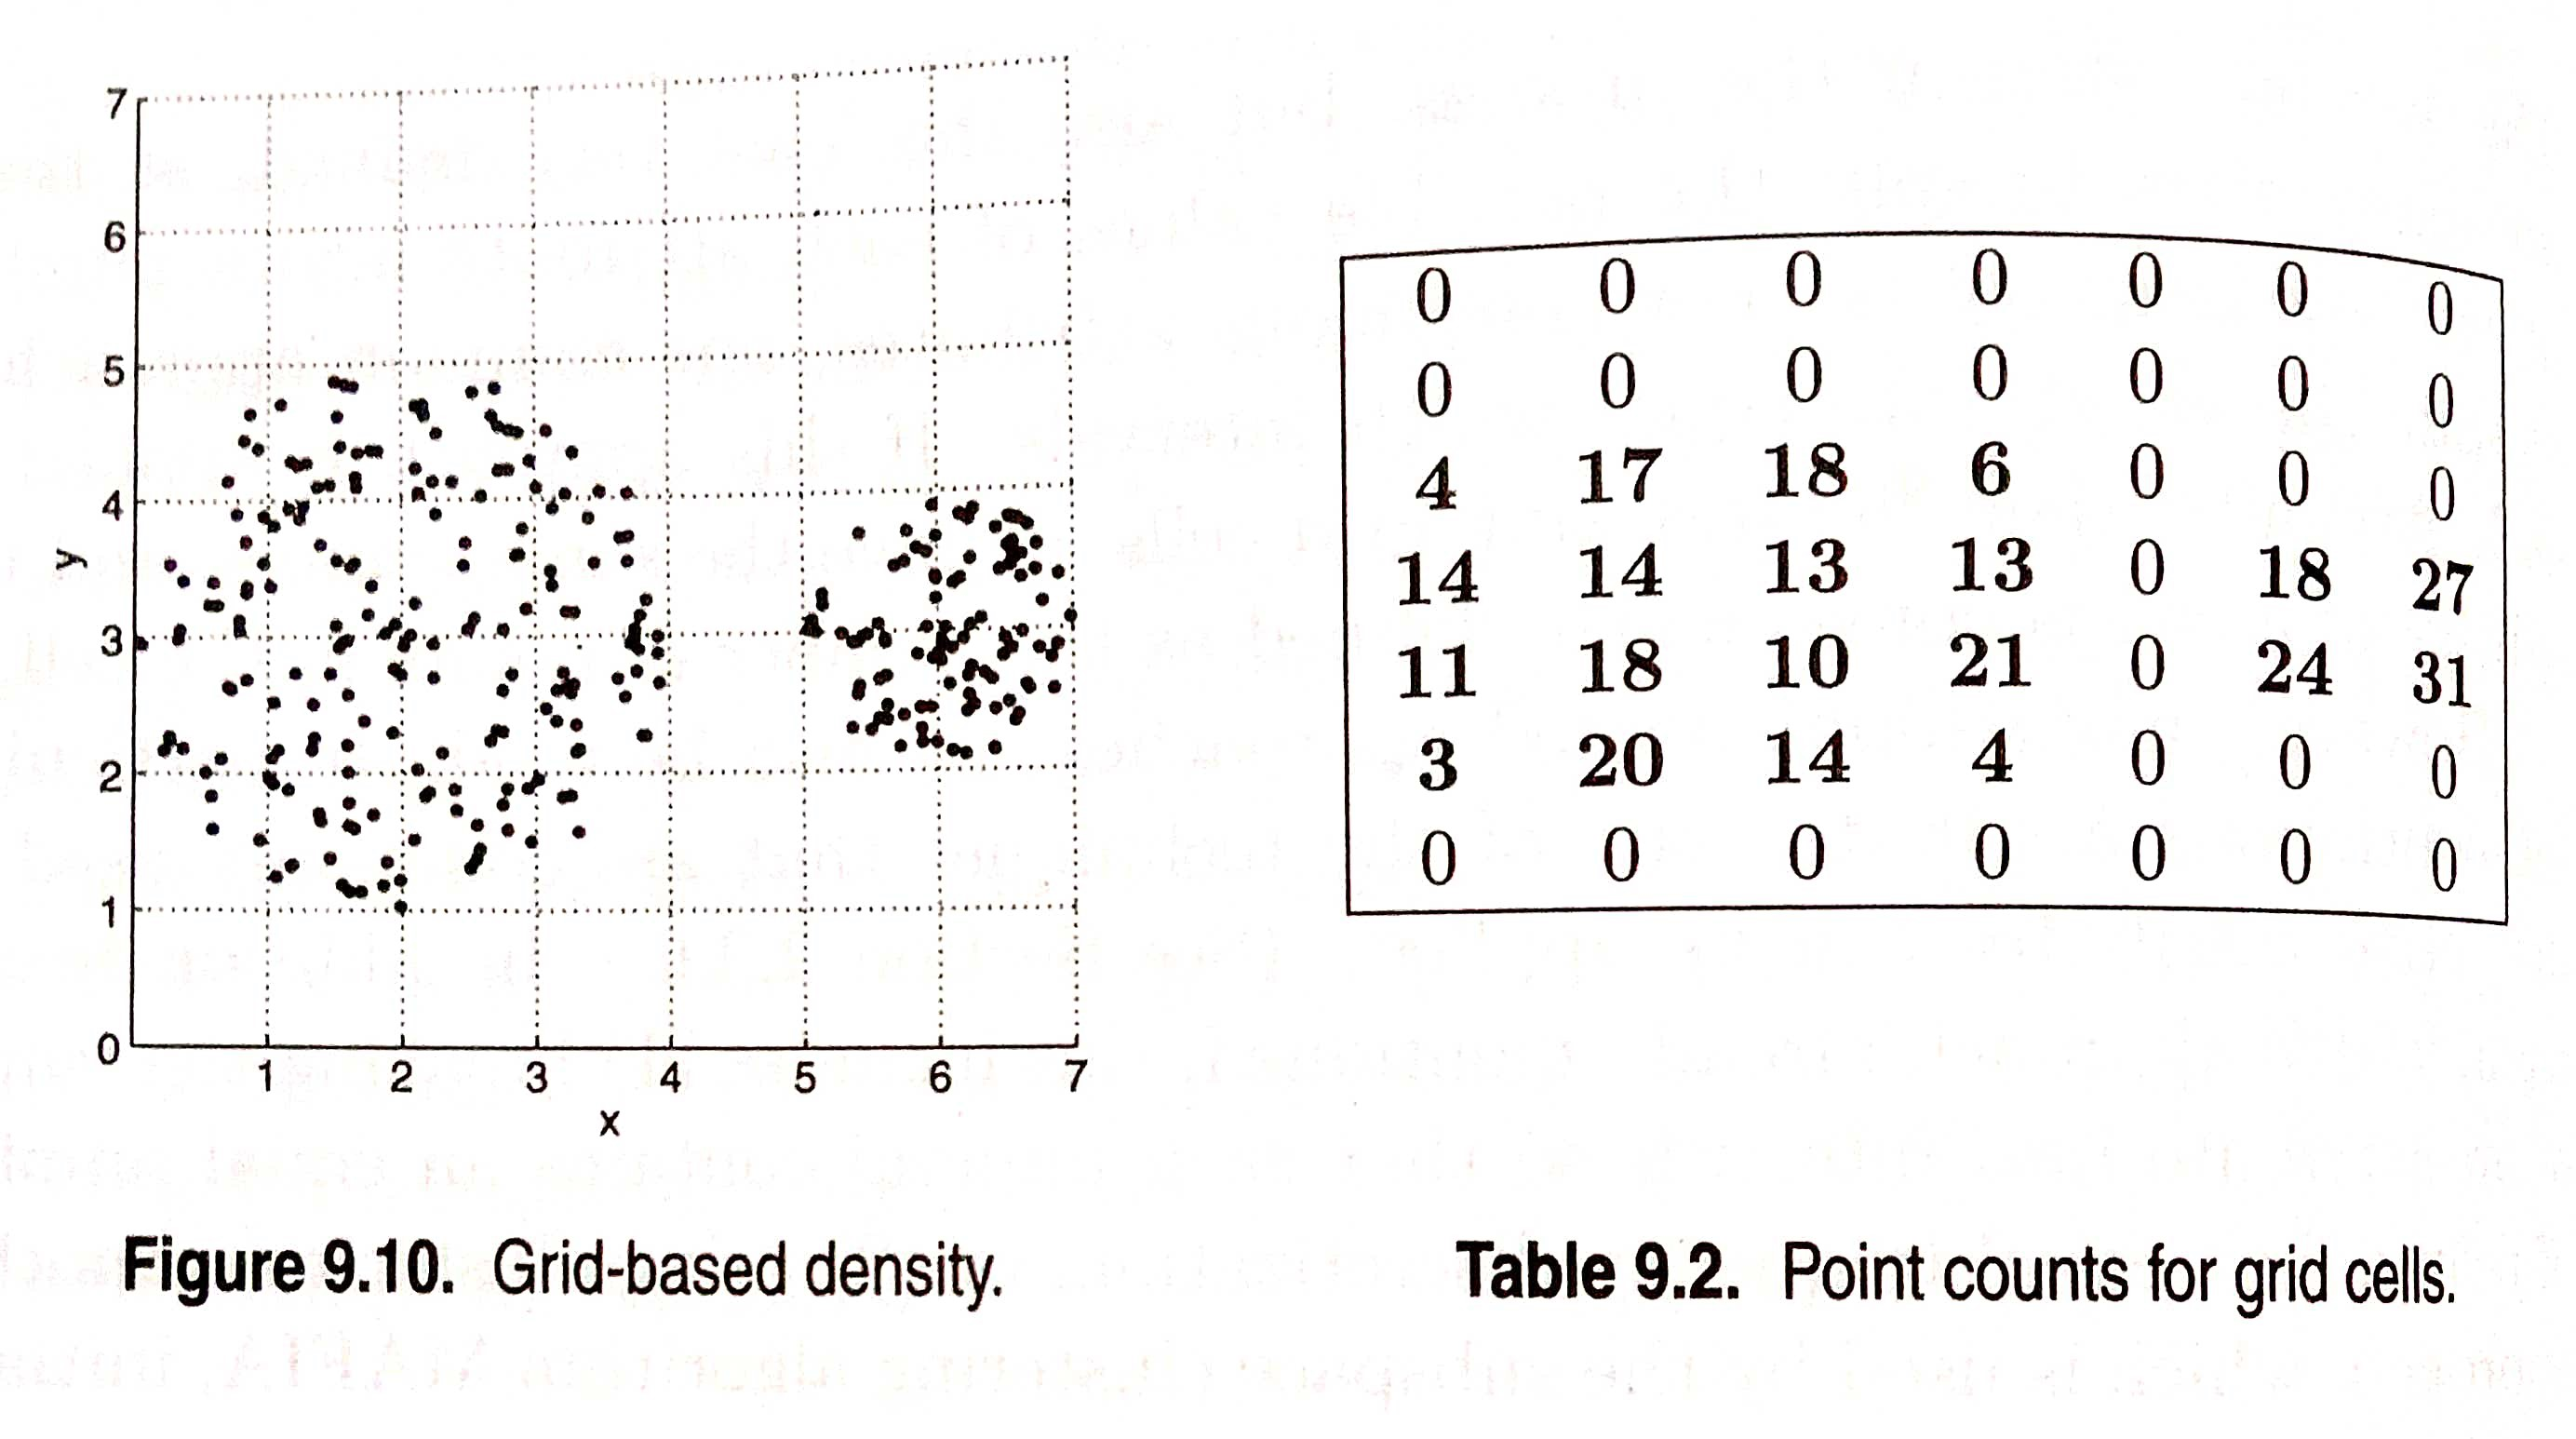 7
6
5
4
3
2
1
0
y
1 2 3 4 5 6 7
x
Figure 9.10. Grid-based density.
0 0 0 0 0 0 0
0 0 0 0 0 0 0
4 17 18 6 0 0 0
14 14 13 13 0 18 27
11 18 10 21 0 24 31
3 20 14 4 0 0 0
0 0 0 0 0 0 0
Table 9.2. Point counts for grid cells.